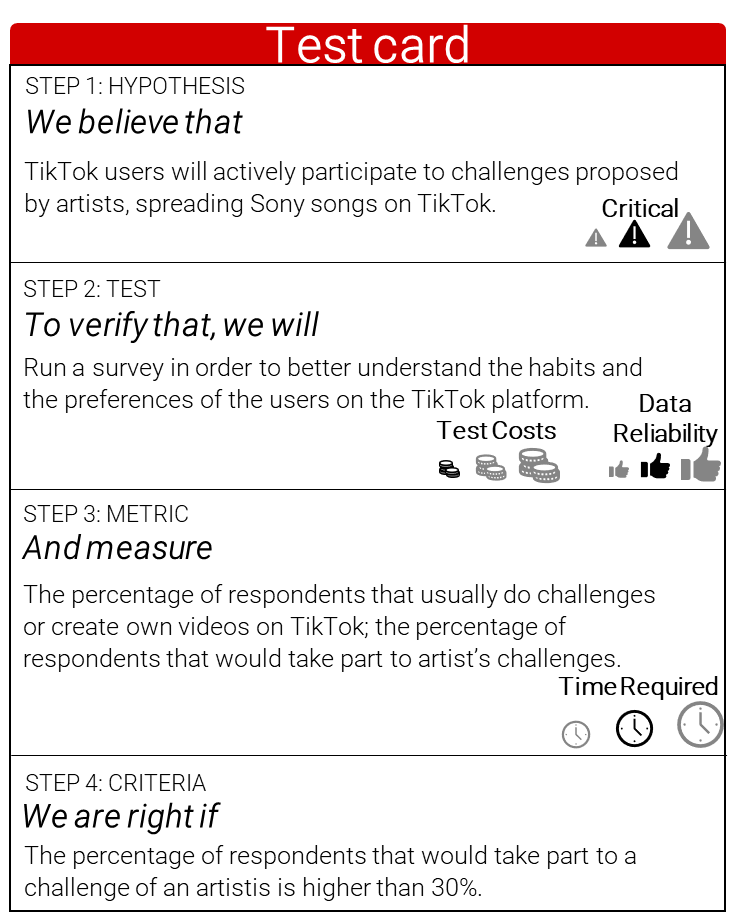 Test card
STEP 1: HYPOTHESIS
We believe that
TikTok users will actively participate to challenges proposed
by artists, spreading Sony songs on TikTok.
Critical
STEP 2: TEST
To verify that, we will
Run a survey in order to better understand the habits and
the preferences of the users on the TikTok platform.
Test Costs
Data
Reliability
STEP 3: METRIC
And measure
The percentage of respondents that usually do challenges
or create own videos on TikTok; the percentage of
respondents that would take part to artist's challenges.
Time Required
STEP 4: CRITERIA
We are right if
The percentage of respondents that would take part to a
challenge of an artistis is higher than 30%.